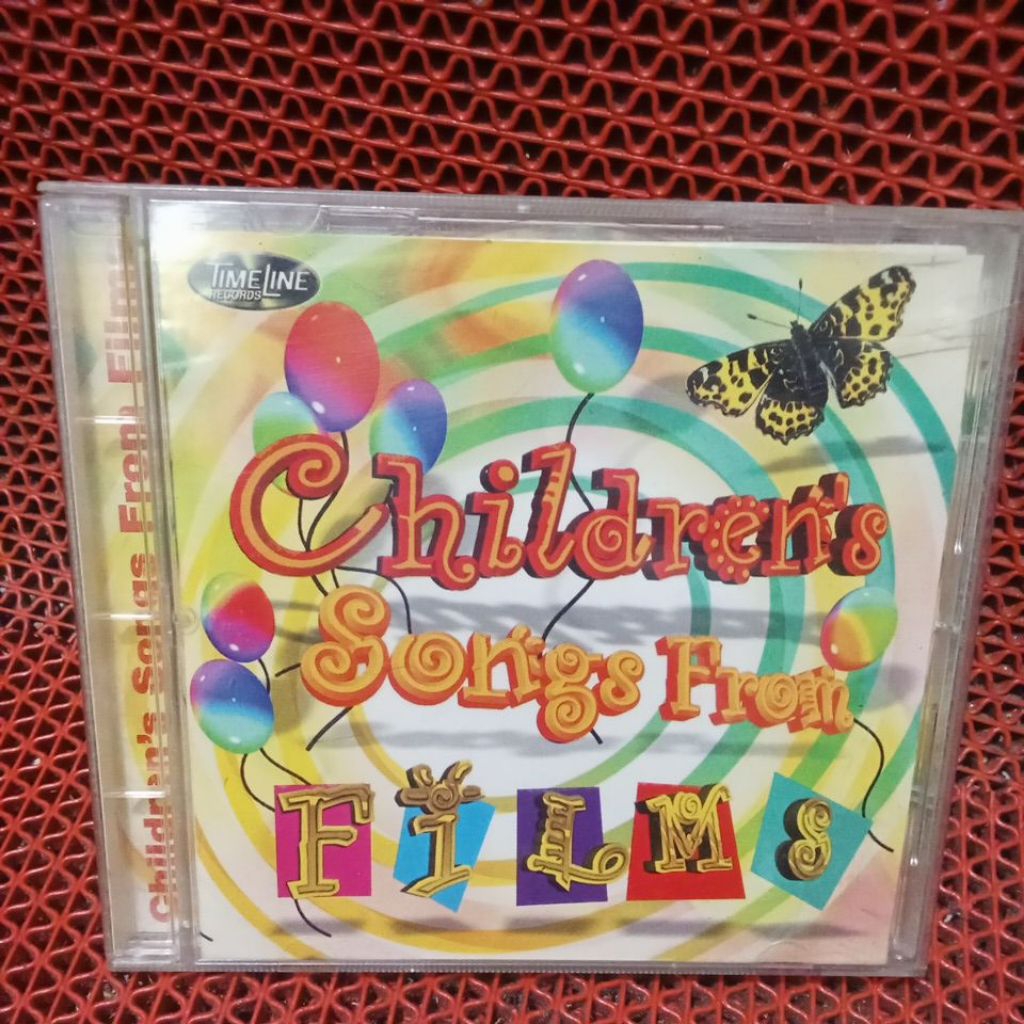 TIMELINE
RECORDS
Children's
Songs From
FiLMS
Children's Songs From Films